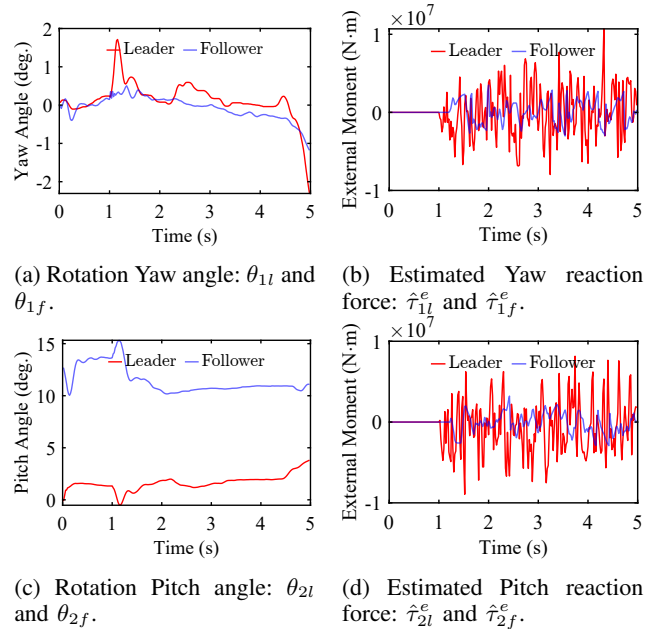 2
1
0
-1
-2
Yaw Angle (deg.)
Leader Follower
0 1 2 3 4 5
Time (s)
×10⁷
1
0
-1
External Moment (N·m)
Leader Follower
0 1 2 3 4 5
Time (s)
(a) Rotation Yaw angle: θ₁ₗ and
θ₁f.
(b) Estimated Yaw reaction
force: τ̂ᵉ₁ₗ and τ̂ᵉ₁f.
15
10
5
0
Pitch Angle (deg.)
Leader Follower
0 1 2 3 4 5
Time (s)
×10⁷
1
0
-1
External Moment (N·m)
Leader Follower
0 1 2 3 4 5
Time (s)
(c) Rotation Pitch angle: θ₂ₗ
and θ₂f.
(d) Estimated Pitch reaction
force: τ̂ᵉ₂ₗ and τ̂ᵉ₂f.